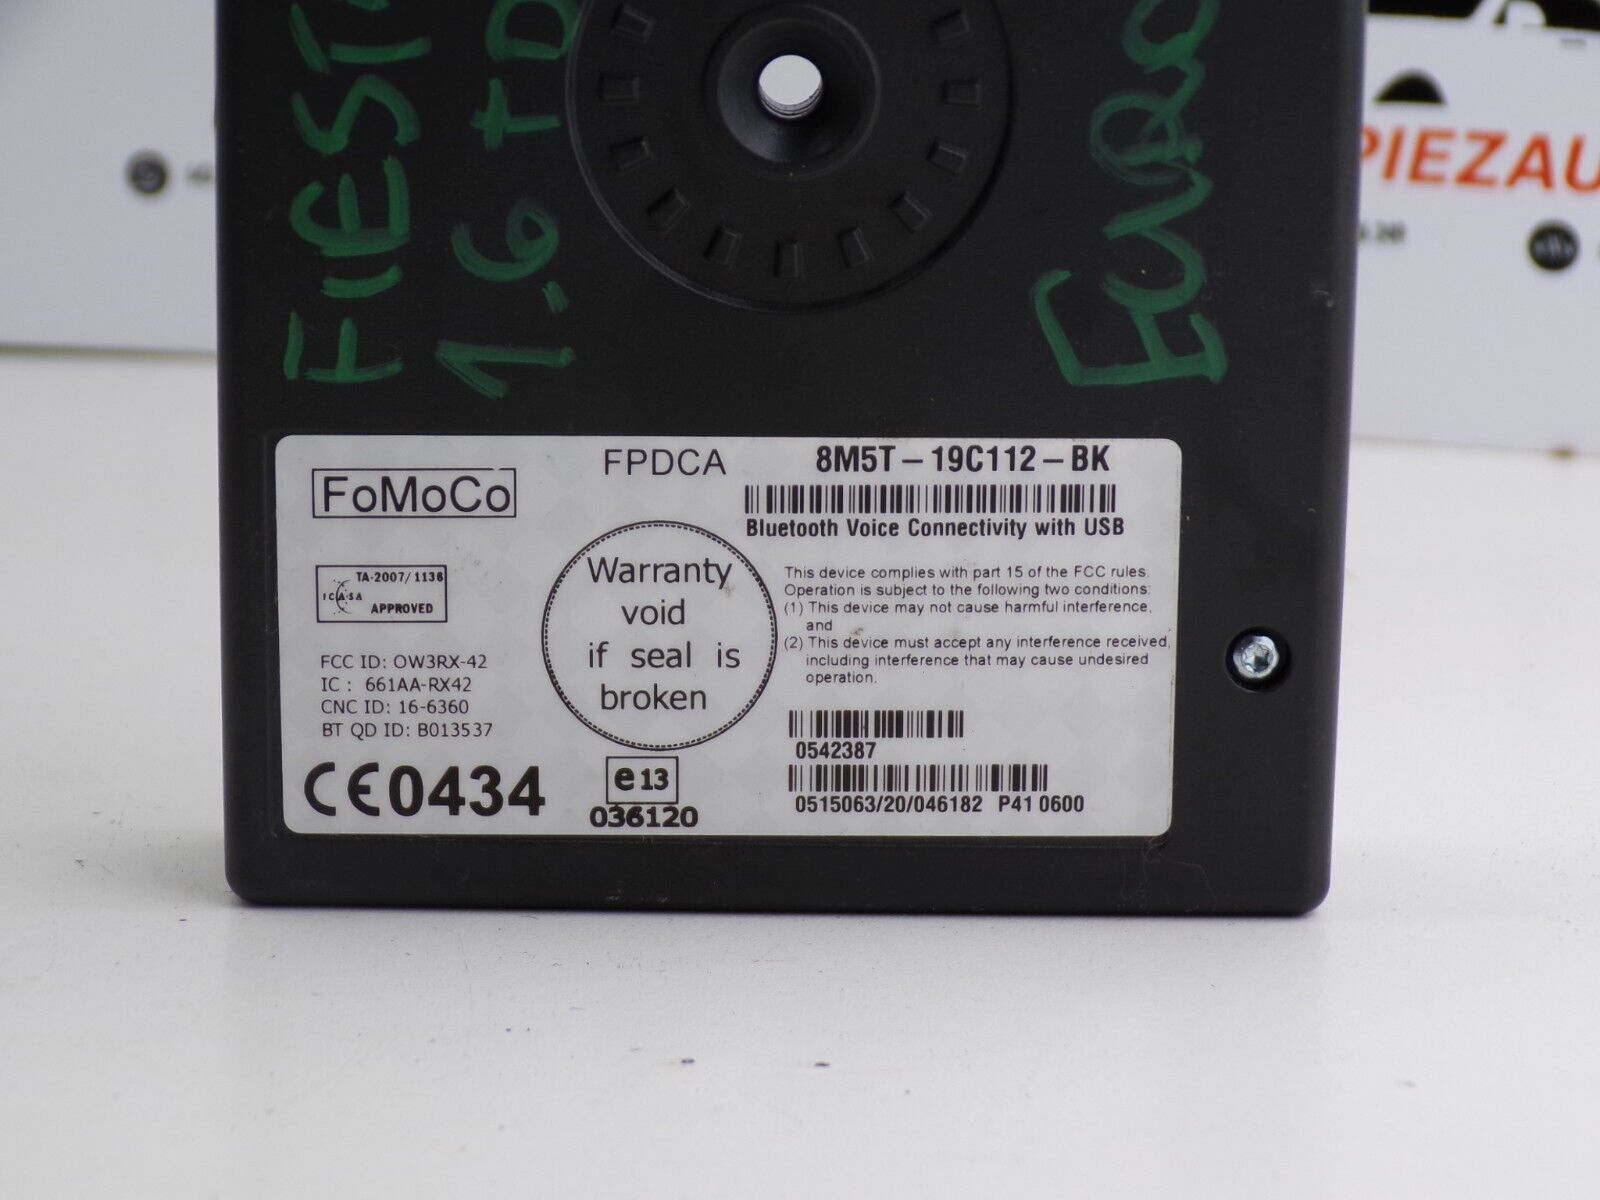 FIEST
1.6 tD
PIEZAU
FoMoCo
FPDCA
8M5T-19C112-BK
Bluetooth Voice Connectivity with USB
TA-2007/1136
ICASA
APPROVED
Warranty
void
if seal is
broken
This device complies with part 15 of the FCC rules.
Operation is subject to the following two conditions:
(1) This device may not cause harmful interference,
and
(2) This device must accept any interference received,
including interference that may cause undesired
operation.
FCC ID: OW3RX-42
IC : 661AA-RX42
CNC ID: 16-6360
BT QD ID: B013537
CE0434
e13
036120
0542387
0515063/20/046182 P41 0600